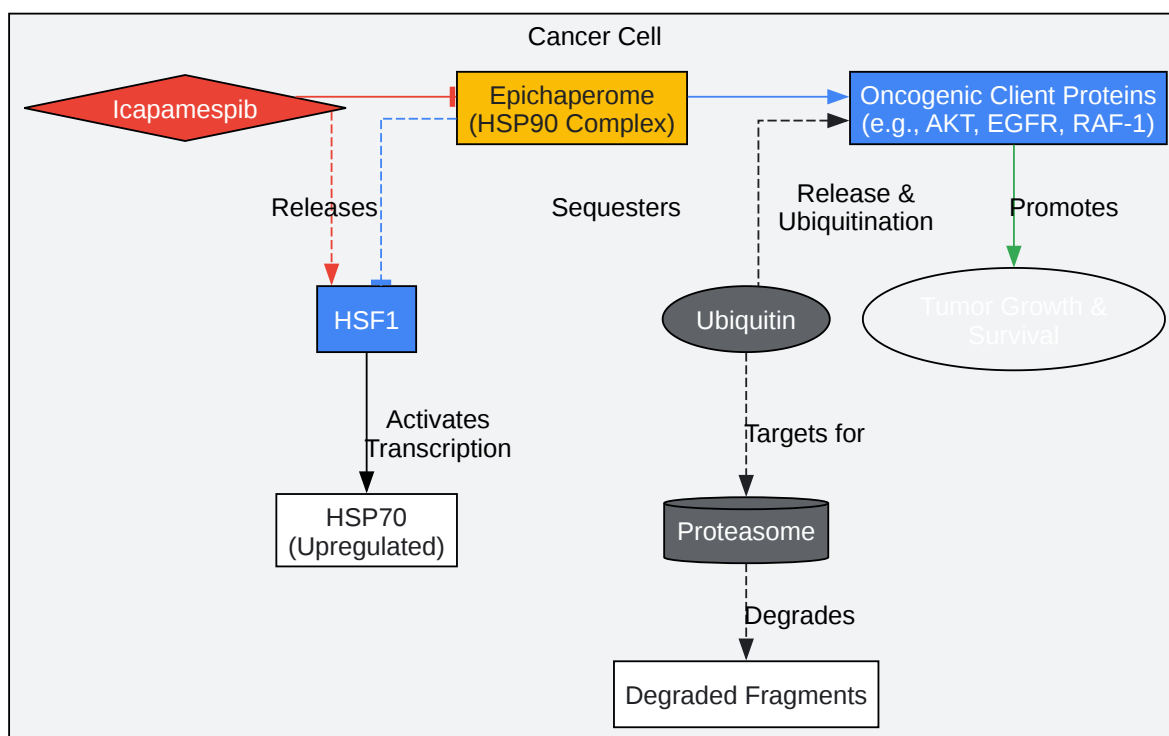 Cancer Cell
Icapamespib
Epichaperome
(HSP90 Complex)
Oncogenic Client Proteins
(e.g., AKT, EGFR, RAF-1)
Releases
Sequesters
Release &
Ubiquitination
Promotes
HSF1
Ubiquitin
Tumor Growth &
Survival
Activates
Transcription
Targets for
HSP70
(Upregulated)
Proteasome
Degrades
Degraded Fragments